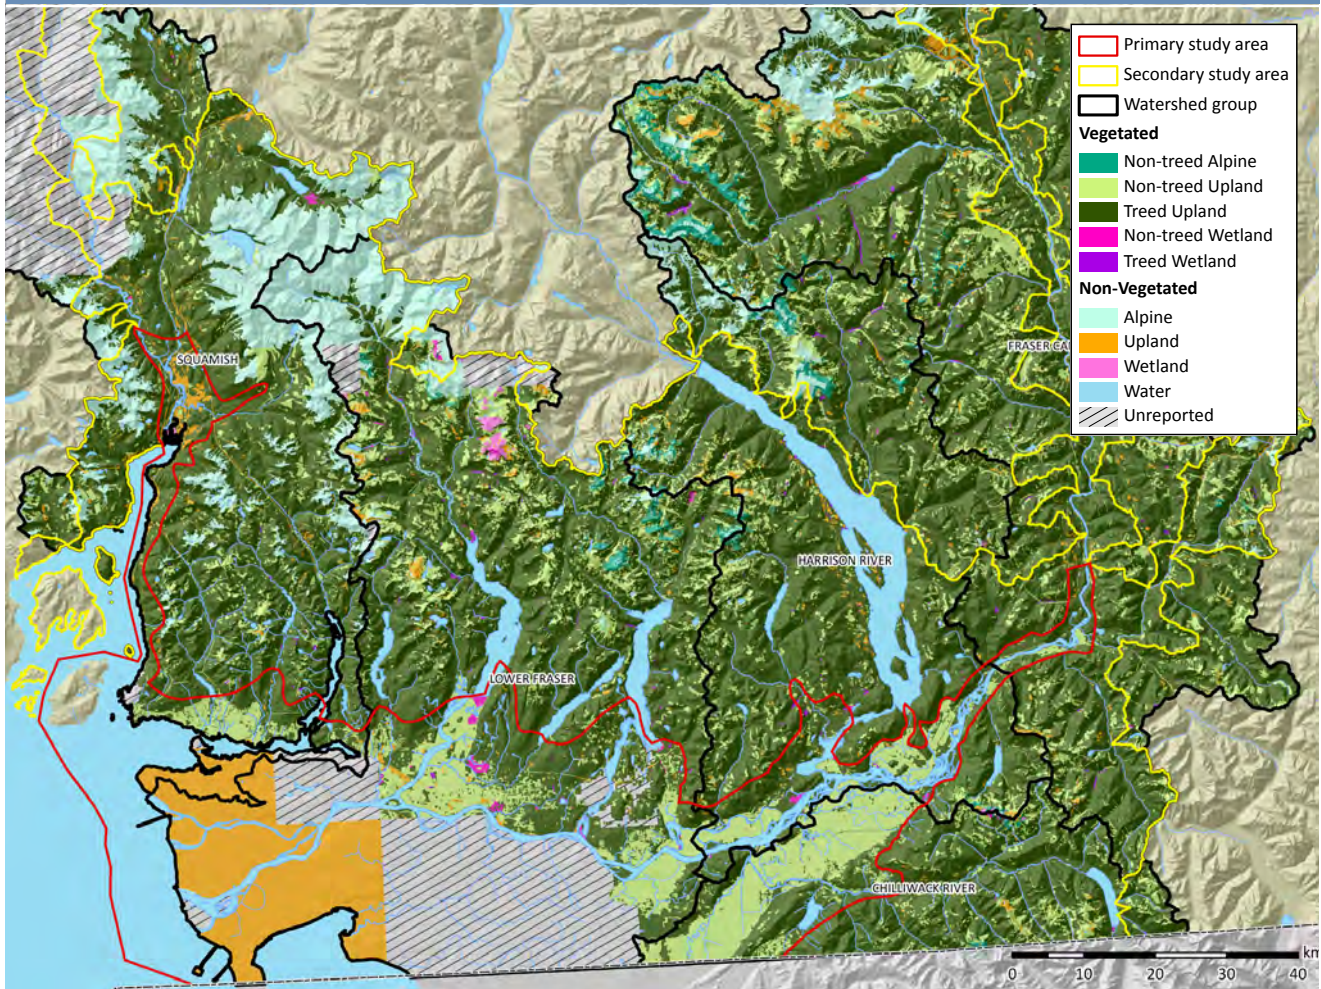 Primary study area
Secondary study area
Watershed group
Vegetated
Non-treed Alpine
Non-treed Upland
Treed Upland
Non-treed Wetland
Treed Wetland
Non-Vegetated
Alpine
Upland
Wetland
Water
Unreported
SQUAMISH
FRASER CA
HARRISON RIVER
LOWER FRASER
CHILLIWACK RIVER
km
0 10 20 30 40